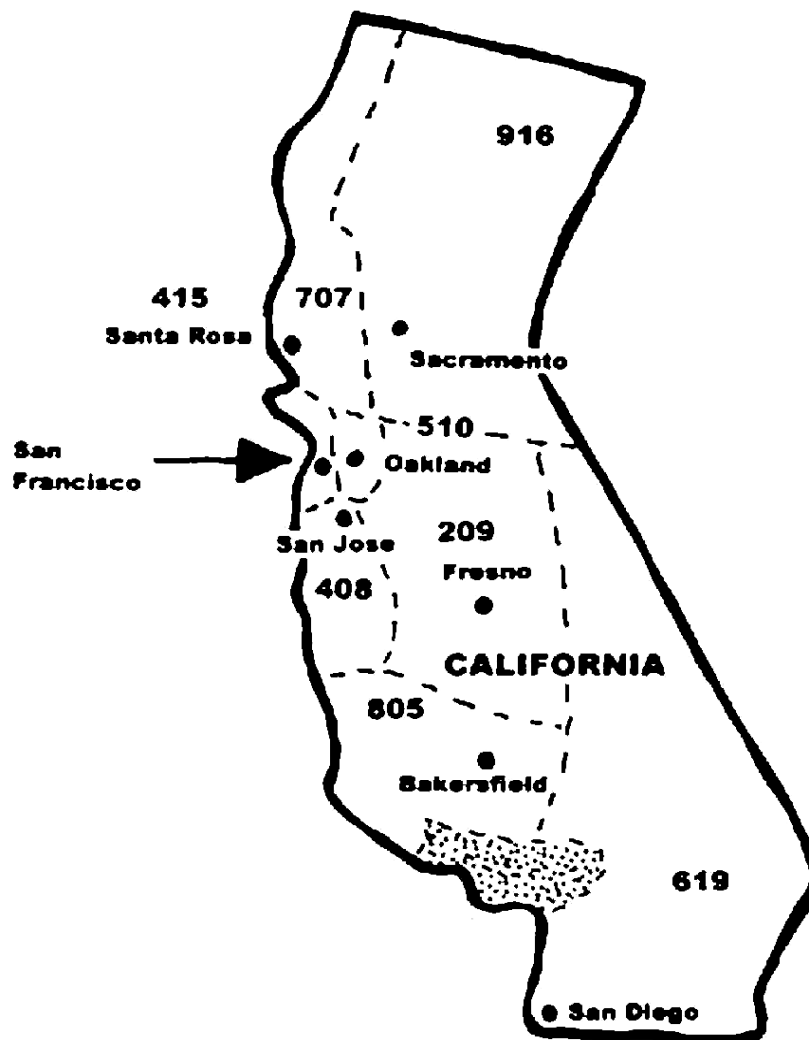 916
415
707
Santa Rosa
Sacramento
510
San
Francisco
Oakland
209
San Jose
Fresno
408
CALIFORNIA
805
Bakersfield
619
San Diego